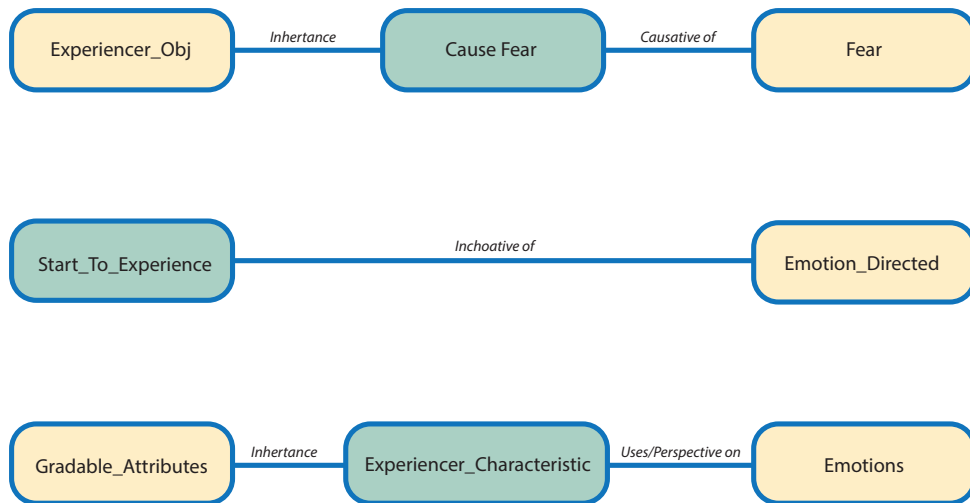 Experiencer_Obj
Inhertance
Cause Fear
Causative of
Fear
Start_To_Experience
Inchoative of
Emotion_Directed
Gradable_Attributes
Inhertance
Experiencer_Characteristic
Uses/Perspective on
Emotions